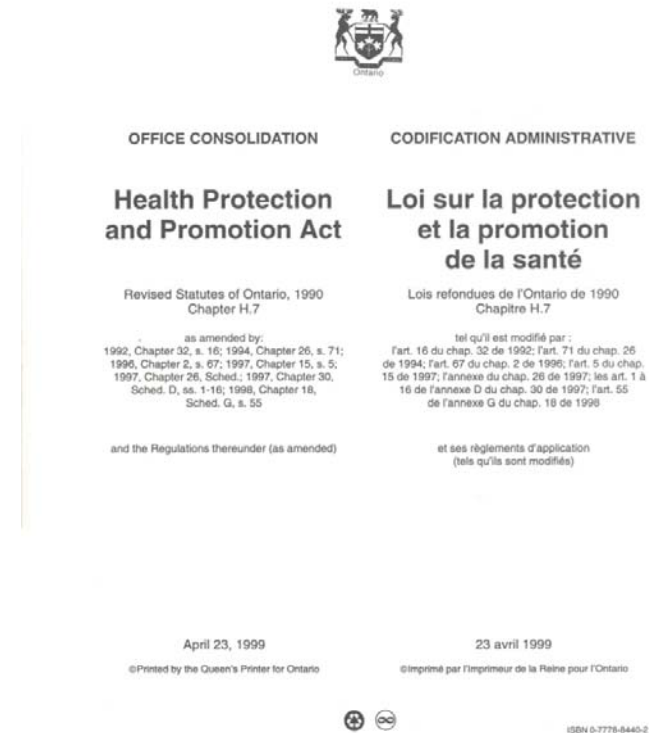 Ontario
OFFICE CONSOLIDATION
Health Protection
and Promotion Act
Revised Statutes of Ontario, 1990
Chapter H.7
as amended by:
1992, Chapter 32, s. 16; 1994, Chapter 26, s. 71;
1996, Chapter 2, s. 67; 1997, Chapter 15, s. 5;
1997, Chapter 26, Sched.; 1997, Chapter 30,
Sched. D, ss. 1-16; 1998, Chapter 18,
Sched. G, s. 55
and the Regulations thereunder (as amended)
April 23, 1999
©Printed by the Queen's Printer for Ontario
CODIFICATION ADMINISTRATIVE
Loi sur la protection
et la promotion
de la santé
Lois refondues de l'Ontario de 1990
Chapitre H.7
tel qu'il est modifié par :
l'art. 16 du chap. 32 de 1992; l'art. 71 du chap. 26
de 1994; l'art. 67 du chap. 2 de 1996; l'art. 5 du chap.
15 de 1997; l'annexe du chap. 26 de 1997; les art. 1 à
16 de l'annexe D du chap. 30 de 1997; l'art. 55
de l'annexe G du chap. 18 de 1998
et ses règlements d'application
(tels qu'ils sont modifiés)
23 avril 1999
©Imprimé par l'Imprimeur de la Reine pour l'Ontario
ISBN 0-7778-8440-2